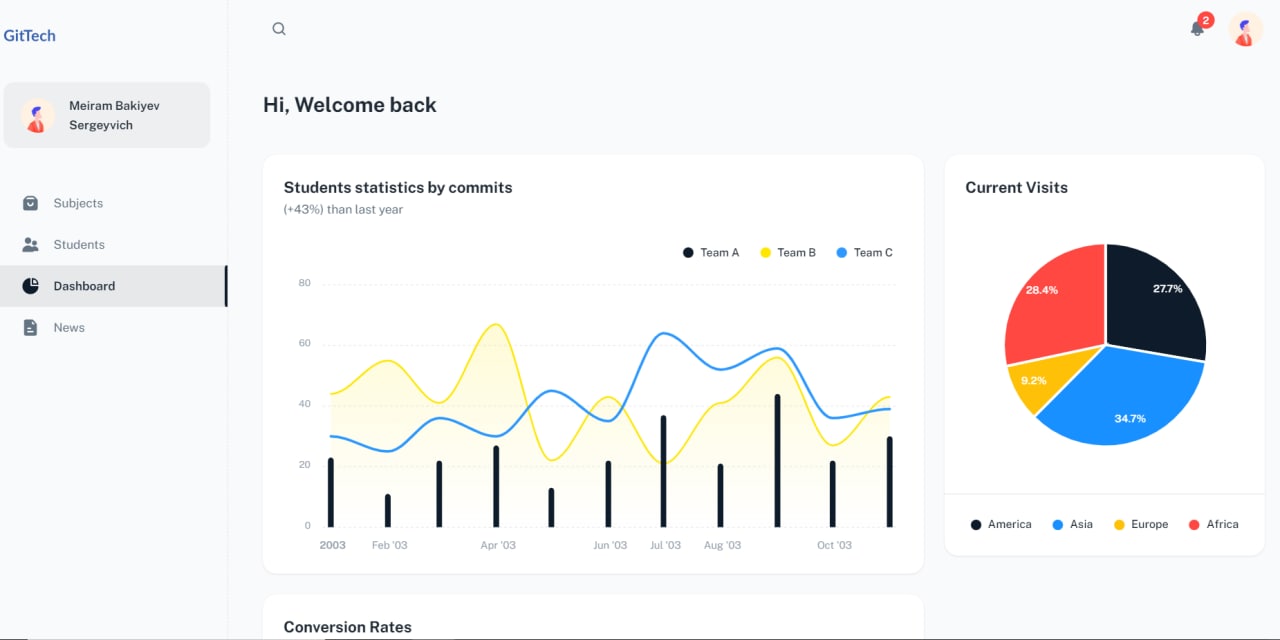 GitTech
2
Meiram Bakiyev
Sergeyvich
Subjects
Students
Dashboard
News
Hi, Welcome back
Students statistics by commits
(+43%) than last year
Team A
Team B
Team C
80
60
40
20
0
2003
Feb '03
Apr '03
Jun '03
Jul '03
Aug '03
Oct '03
Current Visits
28.4%
27.7%
9.2%
34.7%
America
Asia
Europe
Africa
Conversion Rates